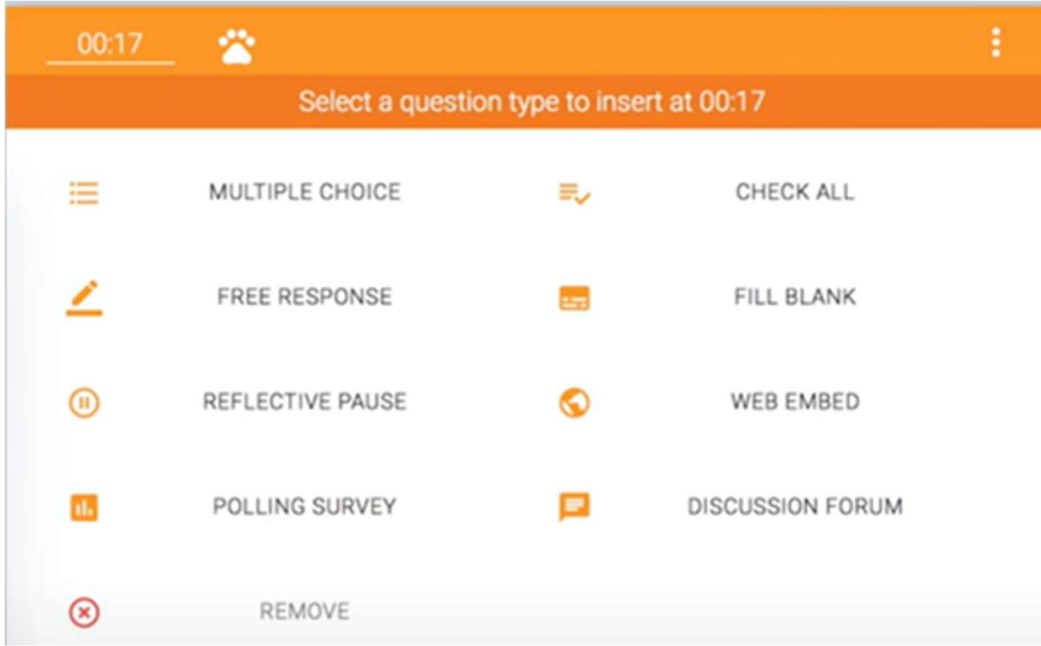 00:17
Select a question type to insert at 00:17
MULTIPLE CHOICE
CHECK ALL
FREE RESPONSE
FILL BLANK
REFLECTIVE PAUSE
WEB EMBED
POLLING SURVEY
DISCUSSION FORUM
REMOVE